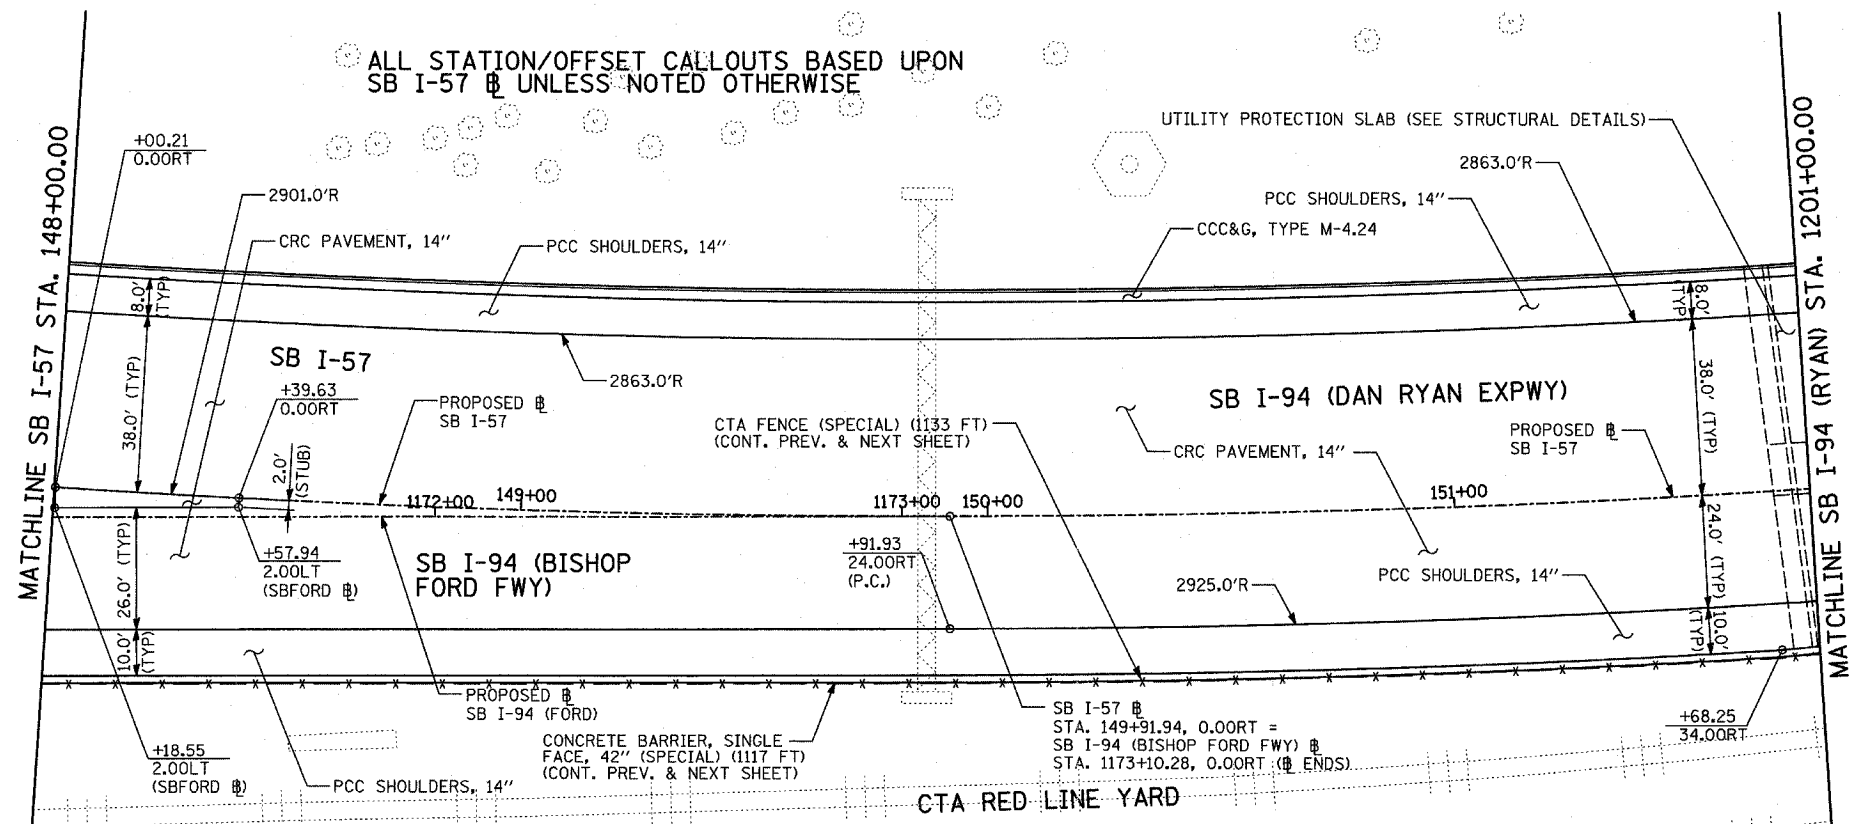 ALL STATION/OFFSET CALLOUTS BASED UPON
SB I-57 ℄ UNLESS NOTED OTHERWISE
MATCHLINE SB I-57 STA. 148+00.00
+00.21
0.00RT
2901.0'R
CRC PAVEMENT, 14"
PCC SHOULDERS, 14"
UTILITY PROTECTION SLAB (SEE STRUCTURAL DETAILS)
2863.0'R
PCC SHOULDERS, 14"
CCC&G, TYPE M-4.24
MATCHLINE SB I-94 (RYAN) STA. 1201+00.00
8.0'
(TYP)
38.0' (TYP)
SB I-57
+39.63
0.00RT
2.0'
(STUB)
PROPOSED ℄
SB I-57
2863.0'R
8.0'
(TYP)
38.0' (TYP)
SB I-94 (DAN RYAN EXPWY)
CTA FENCE (SPECIAL) (1133 FT)
(CONT. PREV. & NEXT SHEET)
CRC PAVEMENT, 14"
PROPOSED ℄
SB I-57
1172+00
149+00
1173+00
150+00
151+00
26.0' (TYP)
10.0'
(TYP)
+57.94
2.00LT
(SBFORD ℄)
SB I-94 (BISHOP
FORD FWY)
+91.93
24.00RT
(P.C.)
2925.0'R
PCC SHOULDERS, 14"
24.0' (TYP)
10.0'
(TYP)
+18.55
2.00LT
(SBFORD ℄)
PCC SHOULDERS, 14"
PROPOSED ℄
SB I-94 (FORD)
CONCRETE BARRIER, SINGLE
FACE, 42" (SPECIAL) (1117 FT)
(CONT. PREV. & NEXT SHEET)
SB I-57 ℄
STA. 149+91.94, 0.00RT =
SB I-94 (BISHOP FORD FWY) ℄
STA. 1173+10.28, 0.00RT (℄ ENDS)
+68.25
34.00RT
CTA RED LINE YARD